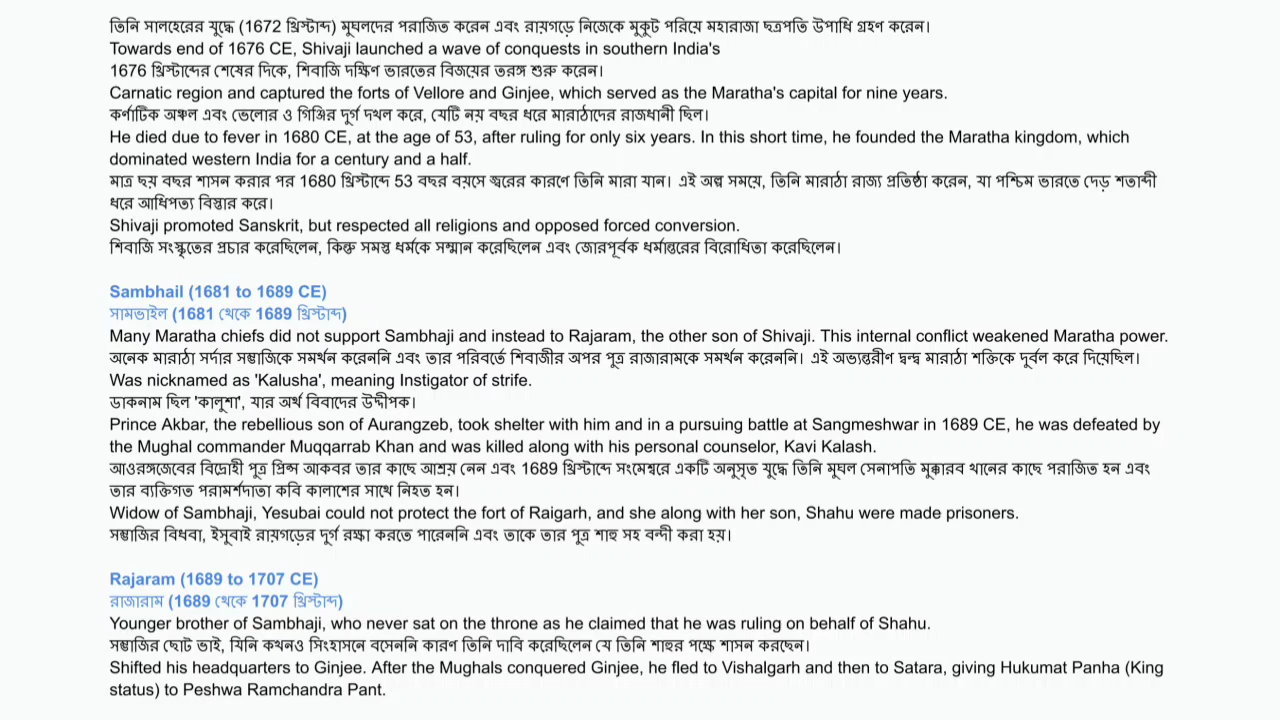 তিনি সালহেরের যুদ্ধে (1672 খ্রিস্টাব্দ) মুঘলদের পরাজিত করেন এবং রায়গড়ে নিজেকে মুকুট পরিয়ে মহারাজা ছত্রপতি উপাধি গ্রহণ করেন।
Towards end of 1676 CE, Shivaji launched a wave of conquests in southern India's
1676 খ্রিস্টাব্দের শেষের দিকে, শিবাজি দক্ষিণ ভারতের বিজয়ের তরঙ্গ শুরু করেন।
Carnatic region and captured the forts of Vellore and Ginjee, which served as the Maratha's capital for nine years.
কর্ণাটিক অঞ্চল এবং ভেলোর ও গিঞ্জির দুর্গ দখল করে, যেটি নয় বছর ধরে মারাঠাদের রাজধানী ছিল।
He died due to fever in 1680 CE, at the age of 53, after ruling for only six years. In this short time, he founded the Maratha kingdom, which
dominated western India for a century and a half.
মাত্র ছয় বছর শাসন করার পর 1680 খ্রিস্টাব্দে 53 বছর বয়সে জ্বরের কারণে তিনি মারা যান। এই অল্প সময়ে, তিনি মারাঠা রাজ্য প্রতিষ্ঠা করেন, যা পশ্চিম ভারতে দেড় শতাব্দী
ধরে আধিপত্য বিস্তার করে।
Shivaji promoted Sanskrit, but respected all religions and opposed forced conversion.
শিবাজি সংস্কৃতের প্রচার করেছিলেন, কিন্তু সমস্ত ধর্মকে সম্মান করেছিলেন এবং জোরপূর্বক ধর্মান্তরের বিরোধিতা করেছিলেন।
Sambhail (1681 to 1689 CE)
সামভাইল (1681 থেকে 1689 খ্রিস্টাব্দ)
Many Maratha chiefs did not support Sambhaji and instead to Rajaram, the other son of Shivaji. This internal conflict weakened Maratha power.
অনেক মারাঠা সর্দার সম্ভাজিকে সমর্থন করেননি এবং তার পরিবর্তে শিবাজীর অপর পুত্র রাজারামকে সমর্থন করেননি। এই অভ্যন্তরীণ দ্বন্দ্ব মারাঠা শক্তিকে দুর্বল করে দিয়েছিল।
Was nicknamed as 'Kalusha', meaning Instigator of strife.
ডাকনাম ছিল 'কালুশা', যার অর্থ বিবাদের উদ্দীপক।
Prince Akbar, the rebellious son of Aurangzeb, took shelter with him and in a pursuing battle at Sangmeshwar in 1689 CE, he was defeated by
the Mughal commander Muqqarrab Khan and was killed along with his personal counselor, Kavi Kalash.
আওরঙ্গজেবের বিদ্রোহী পুত্র প্রিন্স আকবর তার কাছে আশ্রয় নেন এবং 1689 খ্রিস্টাব্দে সংমেশ্বরে একটি অনুসৃত যুদ্ধে তিনি মুঘল সেনাপতি মুক্কারব খানের কাছে পরাজিত হন এবং
তার ব্যক্তিগত পরামর্শদাতা কবি কালাশের সাথে নিহত হন।
Widow of Sambhaji, Yesubai could not protect the fort of Raigarh, and she along with her son, Shahu were made prisoners.
সম্ভাজির বিধবা, ইসুবাই রায়গড়ের দুর্গ রক্ষা করতে পারেননি এবং তাকে তার পুত্র শাহু সহ বন্দী করা হয়।
Rajaram (1689 to 1707 CE)
রাজারাম (1689 থেকে 1707 খ্রিস্টাব্দ)
Younger brother of Sambhaji, who never sat on the throne as he claimed that he was ruling on behalf of Shahu.
সম্ভাজির ছোট ভাই, যিনি কখনও সিংহাসনে বসেননি কারণ তিনি দাবি করেছিলেন যে তিনি শাহুর পক্ষে শাসন করছেন।
Shifted his headquarters to Ginjee. After the Mughals conquered Ginjee, he fled to Vishalgarh and then to Satara, giving Hukumat Panha (King
status) to Peshwa Ramchandra Pant.